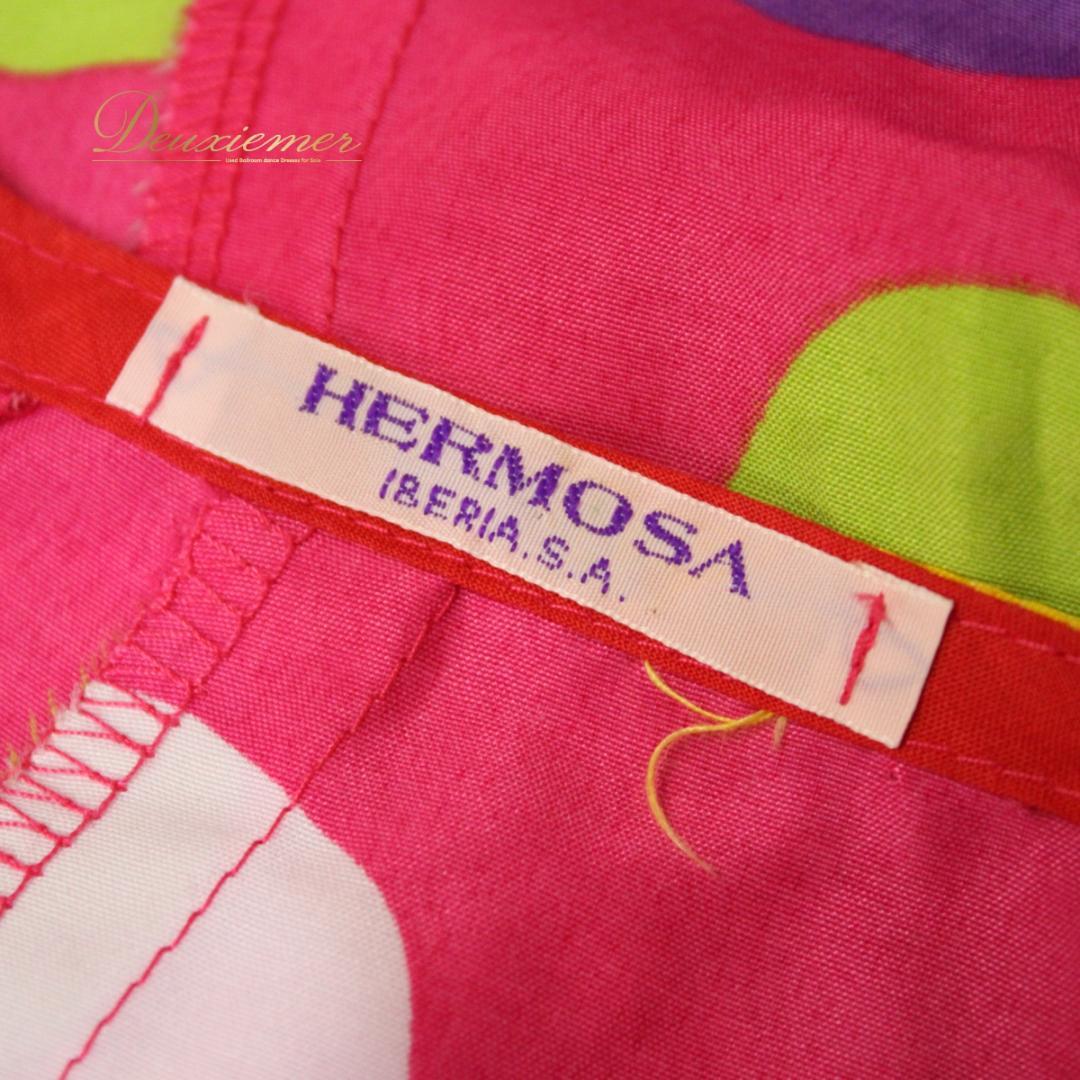 Deuxiemer
Used Ballroom dance Dresses for Sale
HERMOSA
IBERIA.S.A.